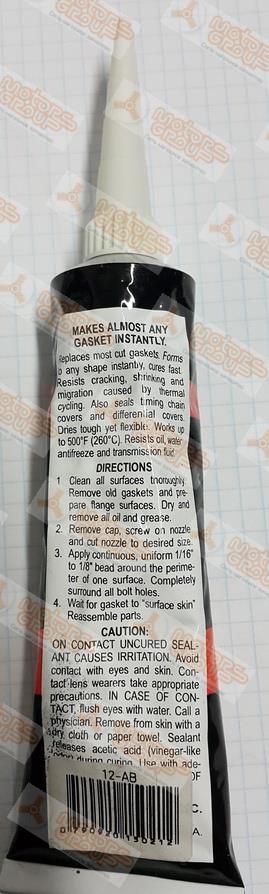 MAKES ALMOST ANY
GASKET INSTANTLY.
Replaces most cut gaskets. Forms
to any shape instantly, cures fast.
Resists cracking, shrinking and
migration caused by thermal
cycling. Also seals timing chain
covers and differential covers.
Dries tough yet flexible. Works up
to 500°F (260°C). Resists oil, water,
antifreeze and transmission fluid.
DIRECTIONS
1. Clean all surfaces thoroughly.
Remove old gaskets and pre-
pare flange surfaces. Dry and
remove all oil and grease.
2. Remove cap, screw on nozzle
and cut nozzle to desired size.
3. Apply continuous, uniform 1/16"
to 1/8" bead around the perime-
ter of one surface. Completely
surround all bolt holes.
4. Wait for gasket to "surface skin"
Reassemble parts.
CAUTION:
ON CONTACT UNCURED SEAL-
ANT CAUSES IRRITATION. Avoid
contact with eyes and skin. Con-
tact lens wearers take appropriate
precautions. IN CASE OF CON-
TACT, flush eyes with water. Call a
physician. Remove from skin with a
dry, cloth or paper towel. Sealant
releases acetic acid (vinegar-like
odor) during curing. Use with ade-
OF
12-AB
C.
A.
MOTORS
GROUP